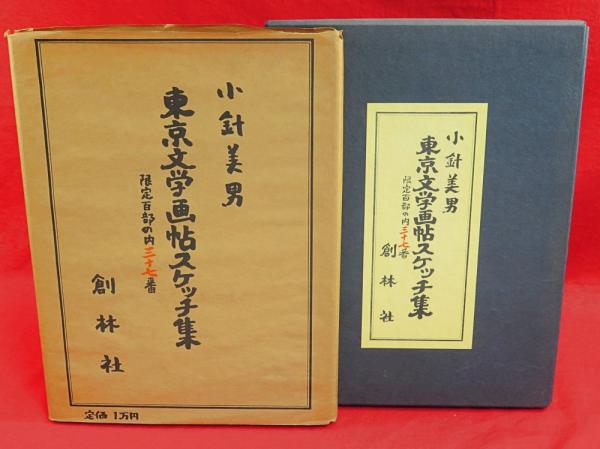 小針美男
東京文学画帖スケッチ集
限定百部の内三十七番
創林社
定価 1万円
小針美男
東京文学画帖スケッチ集
限定百部の内三十七番
創林社